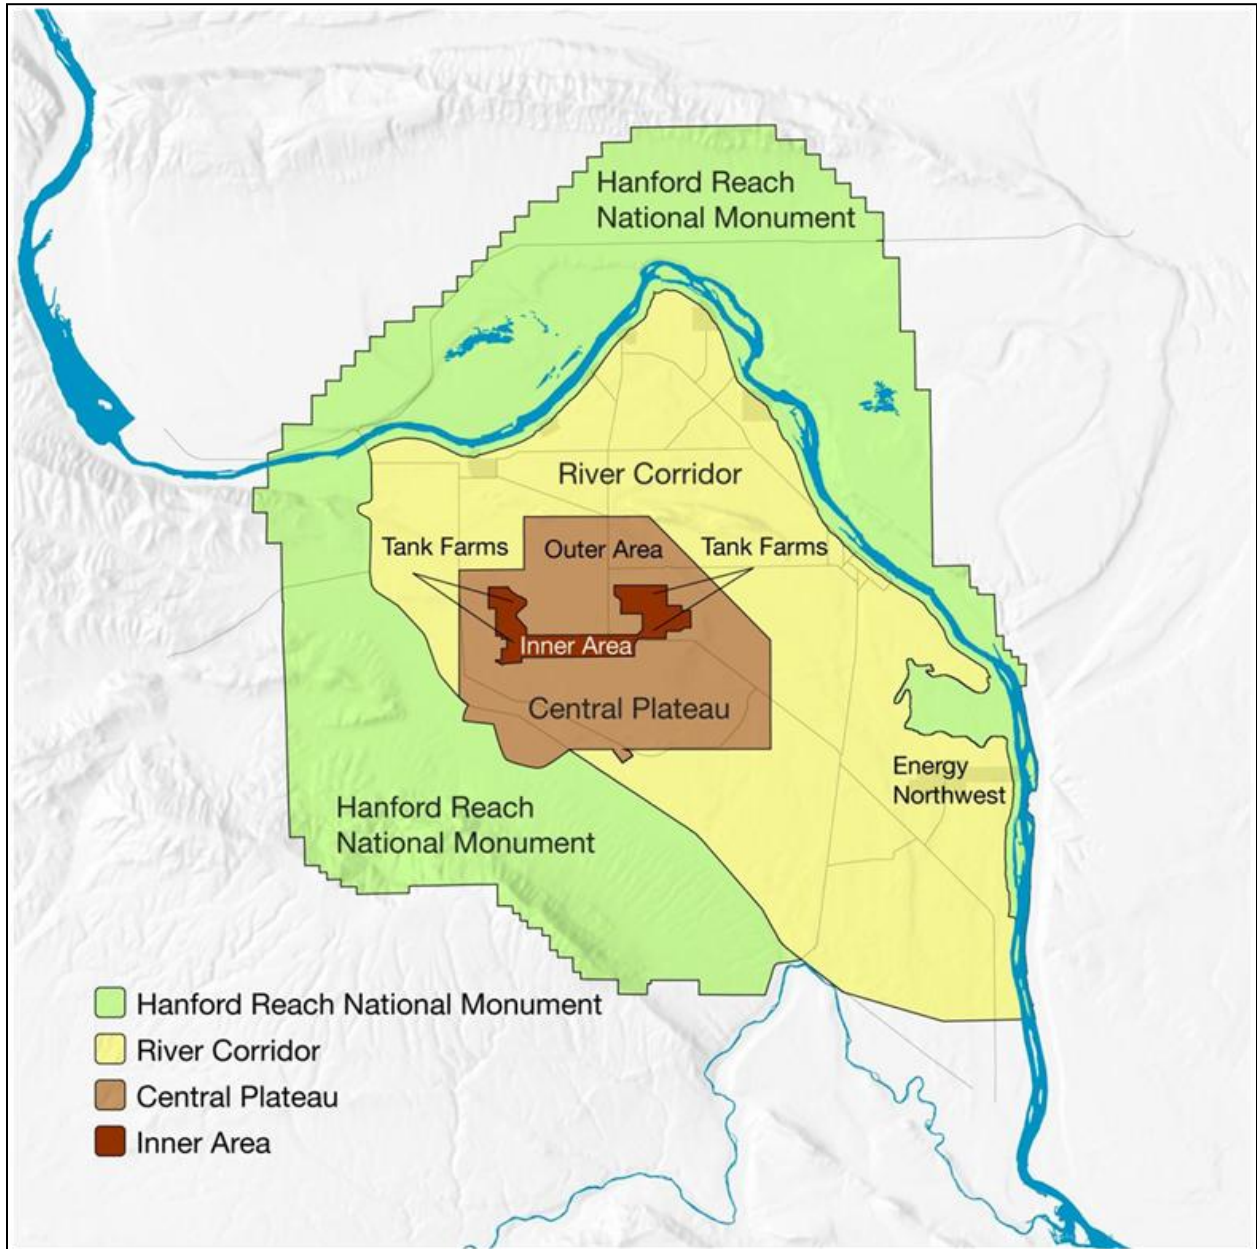 Hanford Reach
National Monument
River Corridor
Tank Farms
Outer Area
Tank Farms
Inner Area
Central Plateau
Energy
Northwest
Hanford Reach
National Monument
Hanford Reach National Monument
River Corridor
Central Plateau
Inner Area